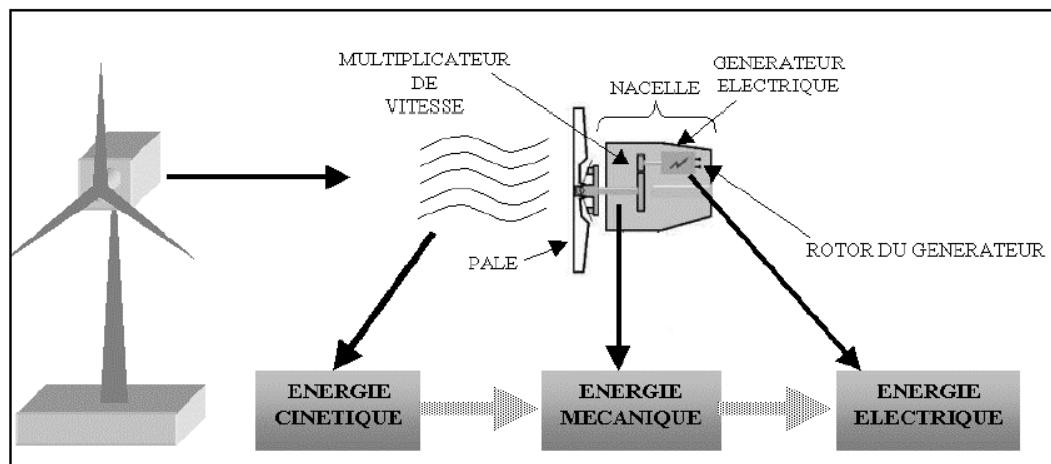 MULTIPLICATEUR
DE
VITESSE
NACELLE
GENERATEUR
ELECTRIQUE
PALE
ROTOR DU GENERATEUR
ENERGIE
CINETIQUE
ENERGIE
MECANIQUE
ENERGIE
ELECTRIQUE